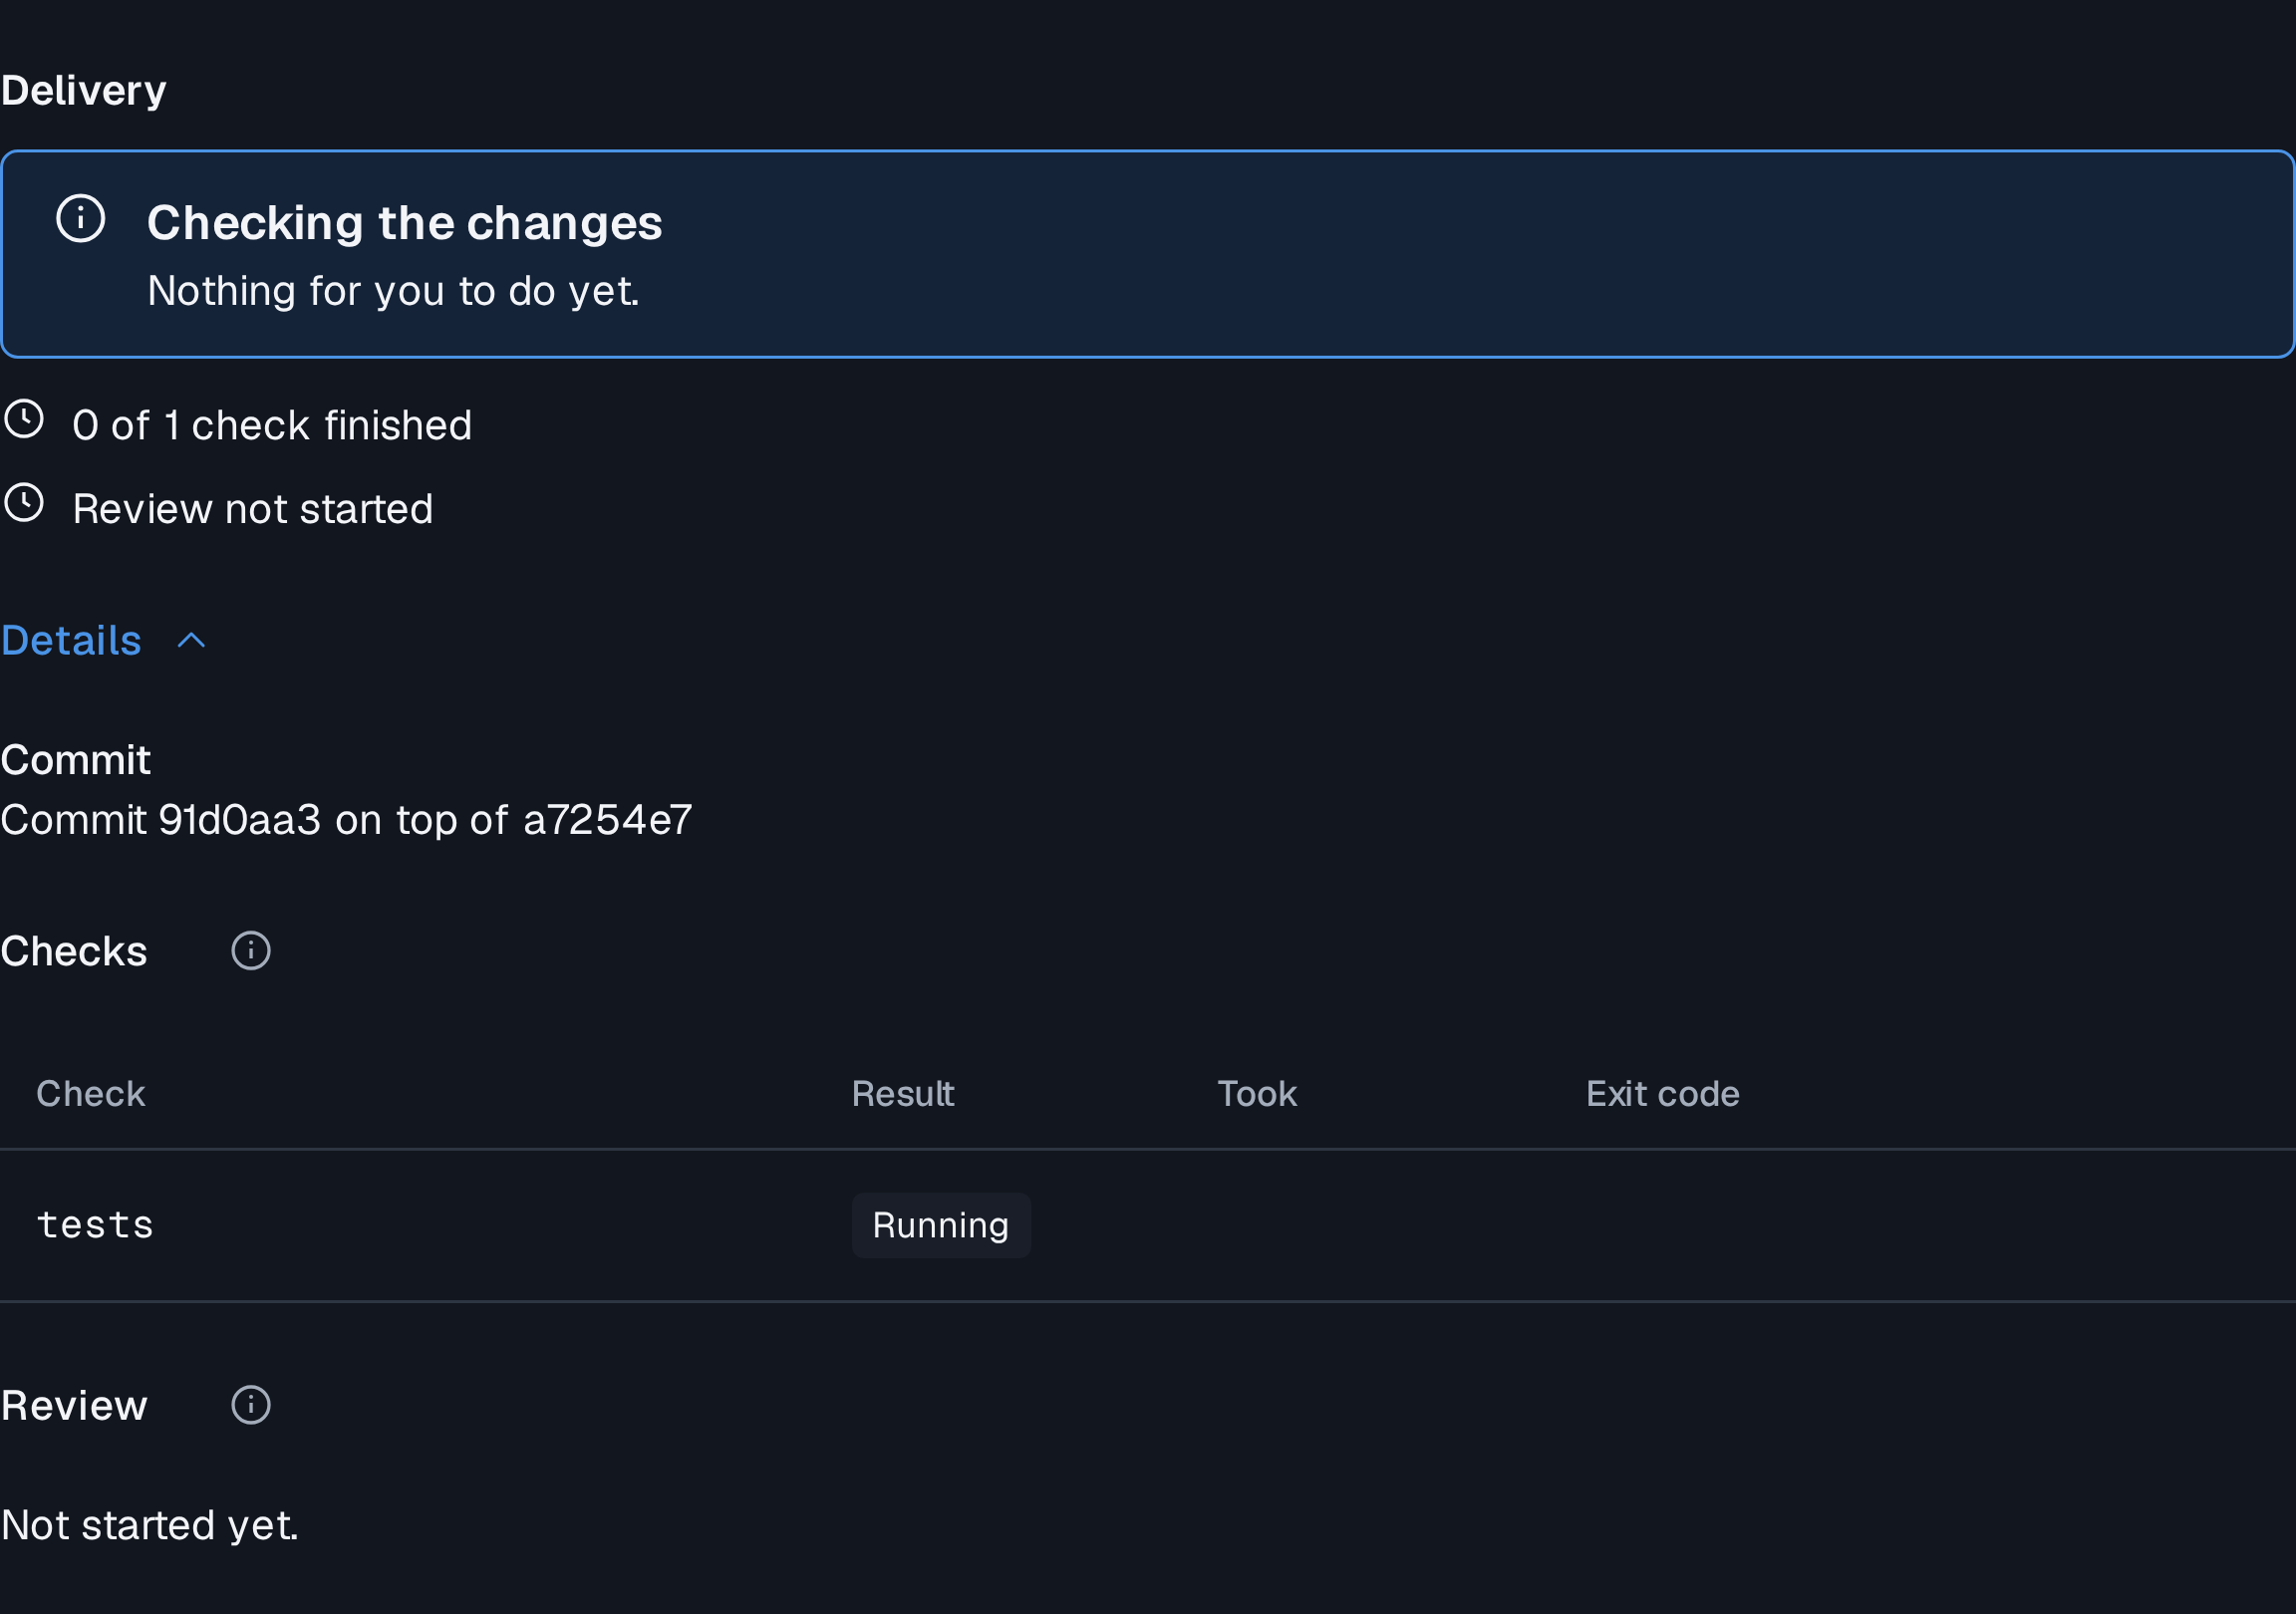 Delivery
Checking the changes
Nothing for you to do yet.
0 of 1 check finished
Review not started
Details
Commit
Commit 91d0aa3 on top of a7254e7
Checks
Check Result Took Exit code
tests Running
Review
Not started yet.